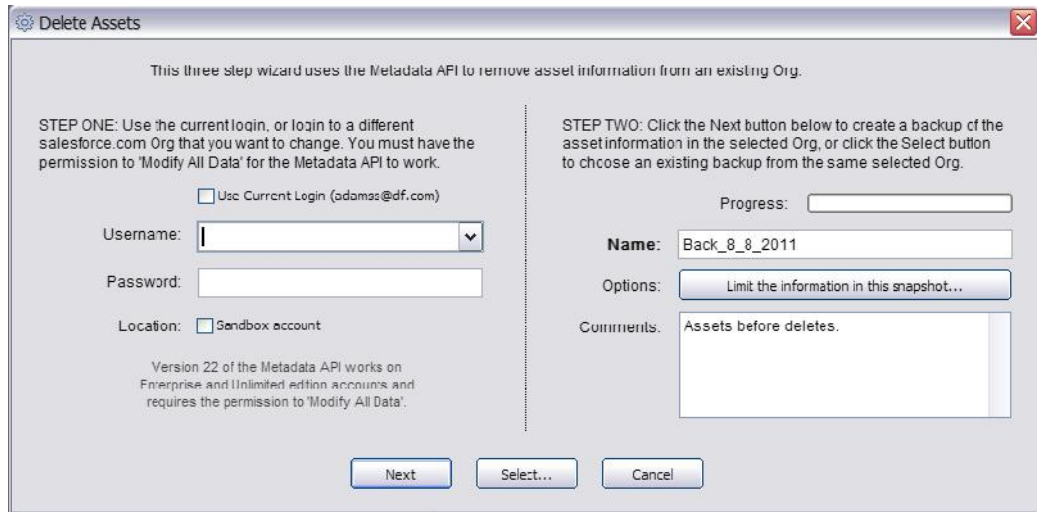 Delete Assets
This three step wizard uses the Metadata API to remove asset information from an existing Org.
STEP ONE: Use the current login, or login to a different
salesforce.com Org that you want to change. You must have the
permission to 'Modify All Data' for the Metadata API to work.
Use Current Login (adamss@df.com)
Username:
Password:
Location:
Sandbox account
Version 22 of the Metadata API works on
Enterprise and Unlimited edition accounts and
requires the permission to 'Modify All Data'.
STEP TWO: Click the Next button below to create a backup of the
asset information in the selected Org, or click the Select button
to choose an existing backup from the same selected Org.
Progress:
Name:
Back_8_8_2011
Options:
Limit the information in this snapshot...
Comments:
Assets before deletes.
Next
Select...
Cancel